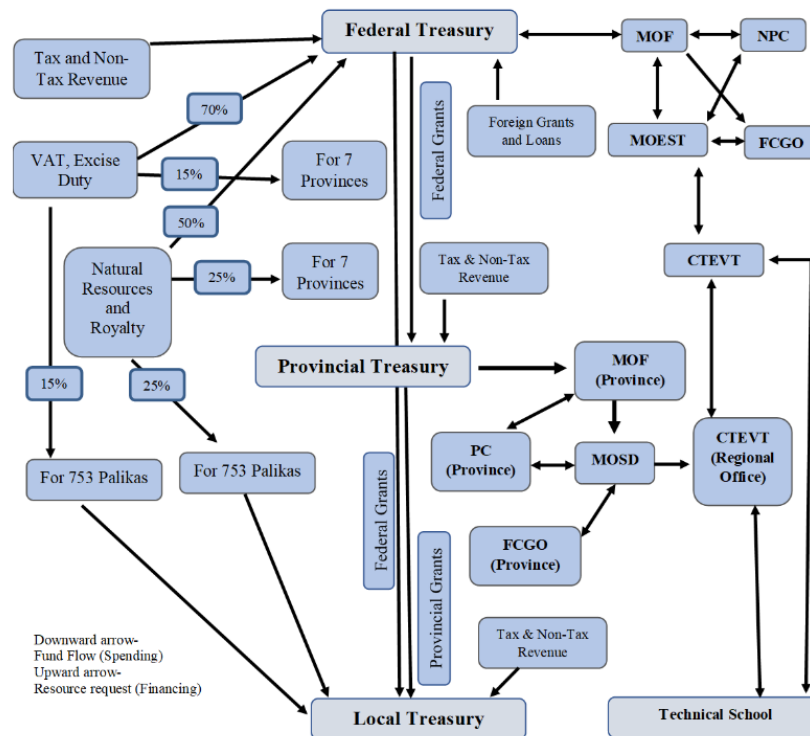 Federal Treasury
MOF
NPC
Tax and Non-
Tax Revenue
70%
Foreign Grants
and Loans
MOEST
FCGO
VAT, Excise
Duty
15%
For 7
Provinces
Federal Grants
50%
Natural
Resources
and
Royalty
25%
For 7
Provinces
Tax & Non-Tax
Revenue
CTEVT
Provincial Treasury
MOF
(Province)
15%
25%
For 753 Palikas
For 753 Palikas
PC
(Province)
MOSD
CTEVT
(Regional
Office)
Federal Grants
FCGO
(Province)
Provincial Grants
Tax & Non-Tax
Revenue
Downward arrow-
Fund Flow (Spending)
Upward arrow-
Resource request (Financing)
Local Treasury
Technical School